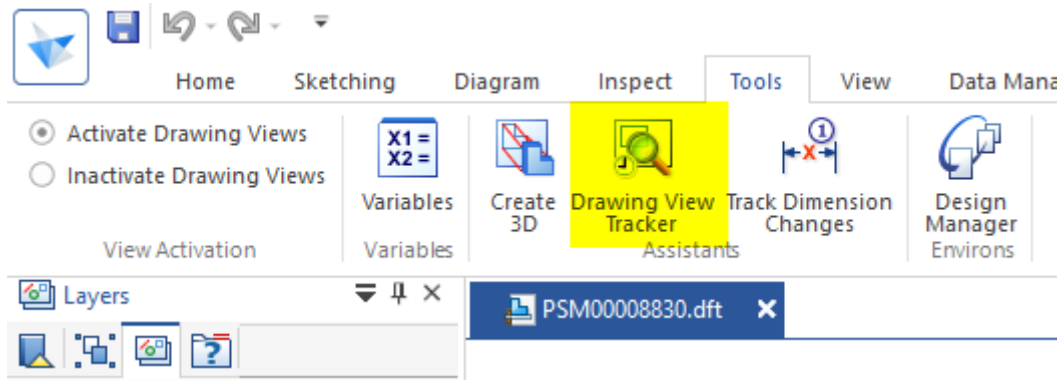 Home Sketching Diagram Inspect Tools View Data Mana
Activate Drawing Views
Inactivate Drawing Views
View Activation
X1 =
X2 =
Variables
Variables
Create
3D
Drawing View
Tracker
1
x
Track Dimension
Changes
Assistants
Design
Manager
Environs
Layers
?
PSM00008830.dft